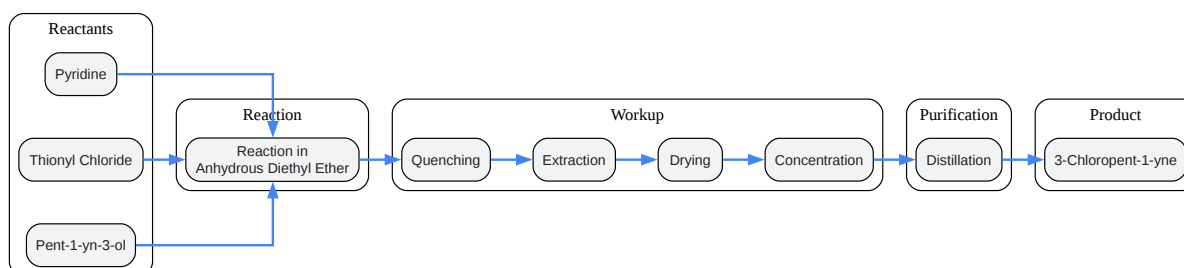 Reactants
Pyridine
Thionyl Chloride
Pent-1-yn-3-ol
Reaction
Reaction in
Anhydrous Diethyl Ether
Workup
Quenching
Extraction
Drying
Concentration
Purification
Distillation
Product
3-Chloropent-1-yne